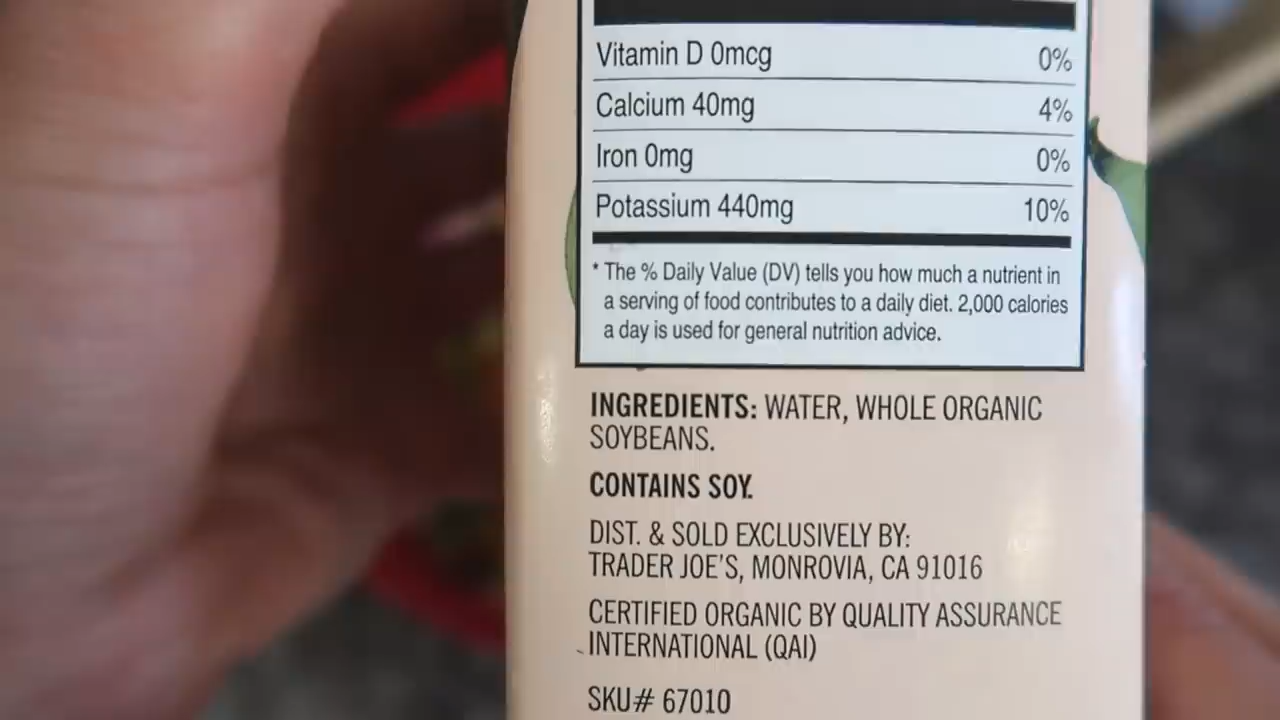 Vitamin D 0mcg 0%
Calcium 40mg 4%
Iron 0mg 0%
Potassium 440mg 10%
* The % Daily Value (DV) tells you how much a nutrient in
a serving of food contributes to a daily diet. 2,000 calories
a day is used for general nutrition advice.
INGREDIENTS: WATER, WHOLE ORGANIC
SOYBEANS.
CONTAINS SOY.
DIST. & SOLD EXCLUSIVELY BY:
TRADER JOE'S, MONROVIA, CA 91016
CERTIFIED ORGANIC BY QUALITY ASSURANCE
INTERNATIONAL (QAI)
SKU# 67010